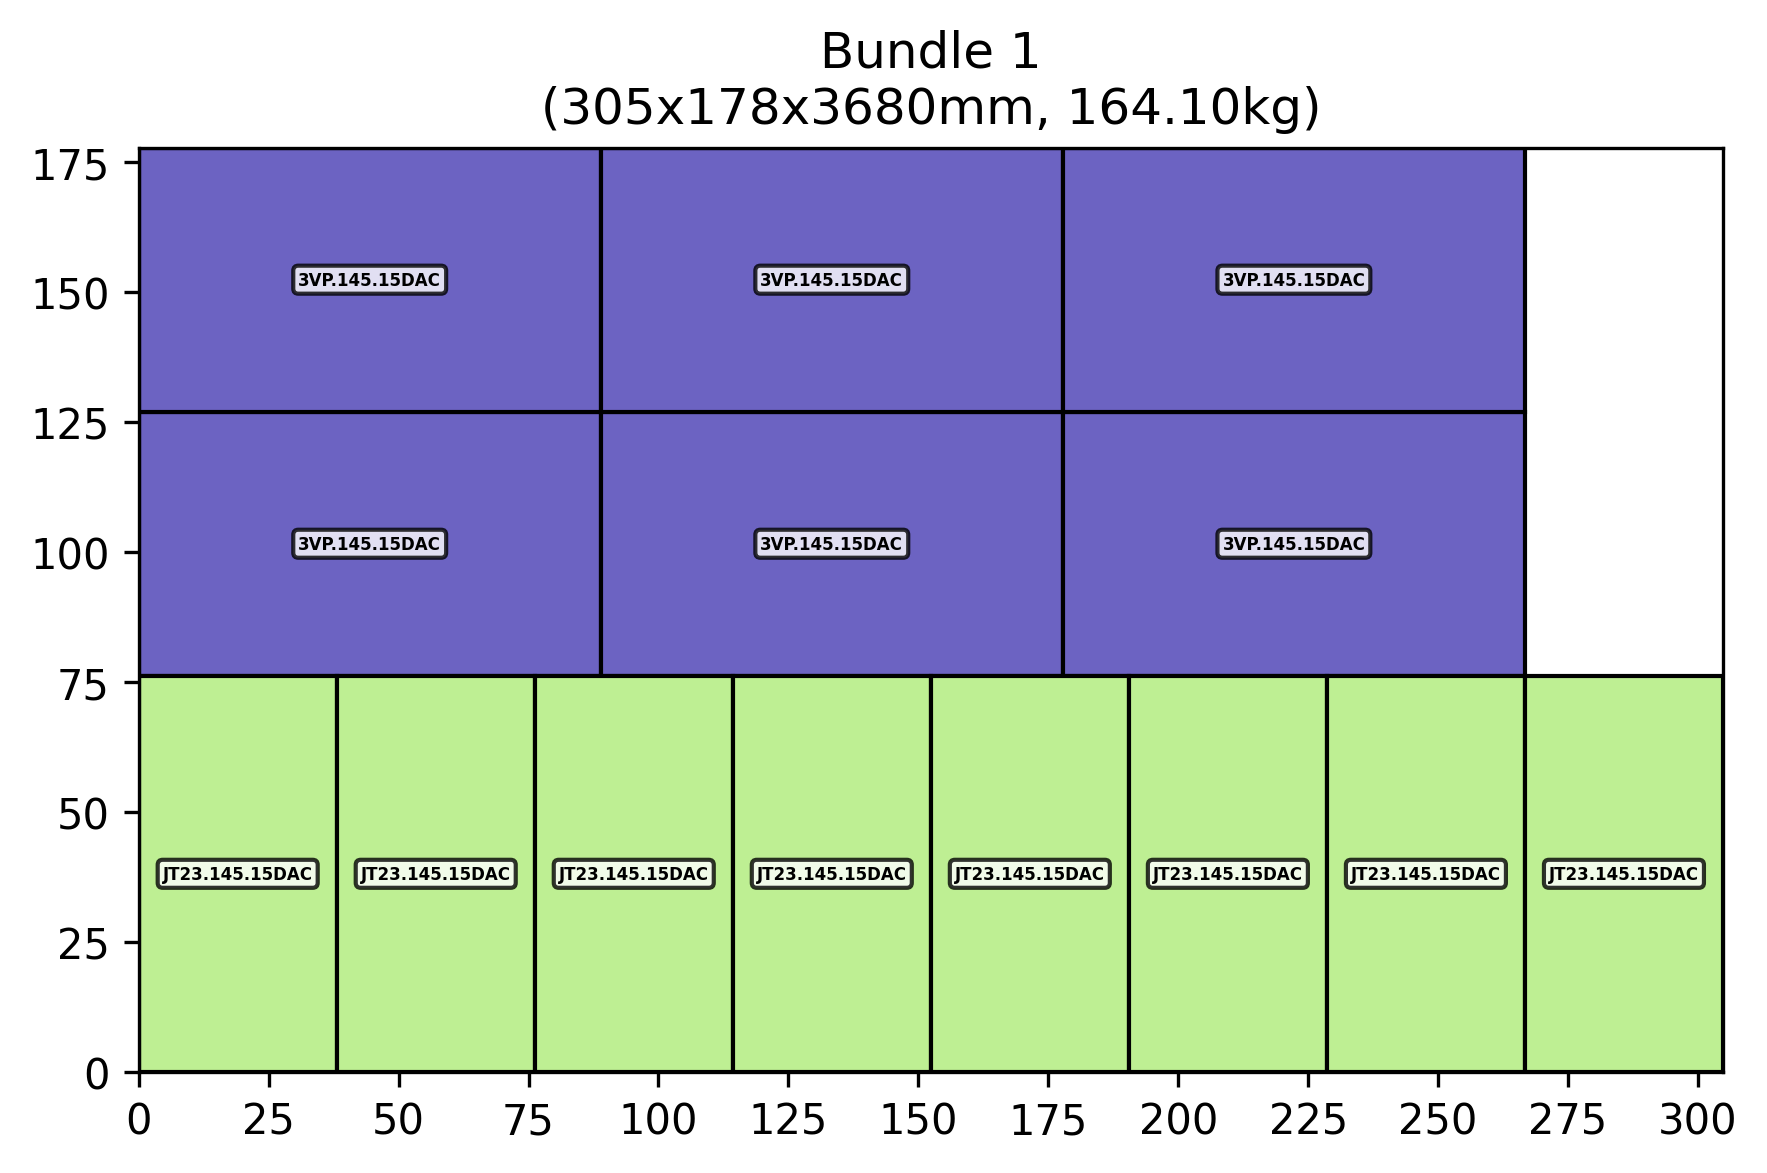 Bundle 1
(305x178x3680mm, 164.10kg)
175
3VP.145.15DAC 3VP.145.15DAC 3VP.145.15DAC
150
125
3VP.145.15DAC 3VP.145.15DAC 3VP.145.15DAC
100
75
50
JT23.145.15DAC JT23.145.15DAC JT23.145.15DAC JT23.145.15DAC JT23.145.15DAC JT23.145.15DAC JT23.145.15DAC JT23.145.15DAC
25
0
0 25 50 75 100 125 150 175 200 225 250 275 300